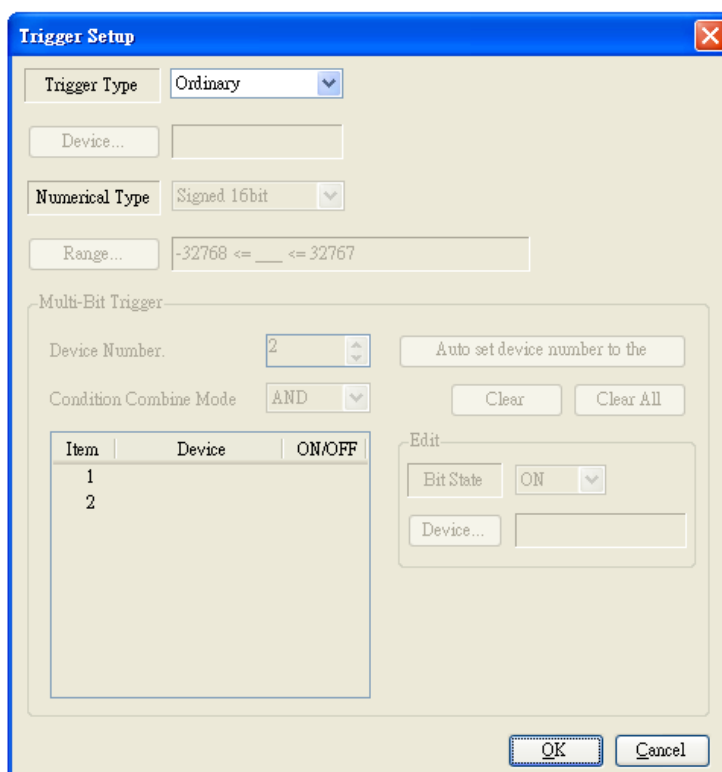 Trigger Setup
Trigger Type Ordinary
Device...
Numerical Type Signed 16bit
Range... -32768 <= ___ <= 32767
Multi-Bit Trigger
Device Number. 2 Auto set device number to the
Condition Combine Mode AND Clear Clear All
Item Device ON/OFF
1
2
Edit
Bit State ON
Device...
OK Cancel